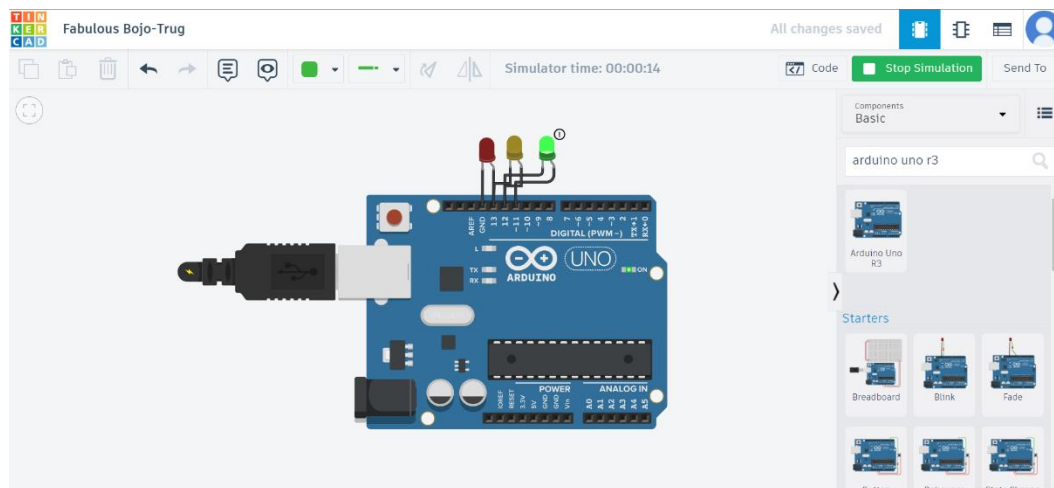 TIN
KER
CAD
Fabulous Bojo-Trug
All changes saved
Simulator time: 00:00:14
Code
Stop Simulation
Send To
Components
Basic
arduino uno r3
Arduino Uno
R3
Starters
Breadboard
Blink
Fade
AREF
GND
13
12
~11
~10
~9
8
7
~6
~5
4
~3
2
TX→1
RX←0
DIGITAL (PWM~)
L
TX
RX
ARDUINO
UNO
ON
POWER
ANALOG IN
IOREF
RESET
3.3V
5V
GND
GND
Vin
A0
A1
A2
A3
A4
A5